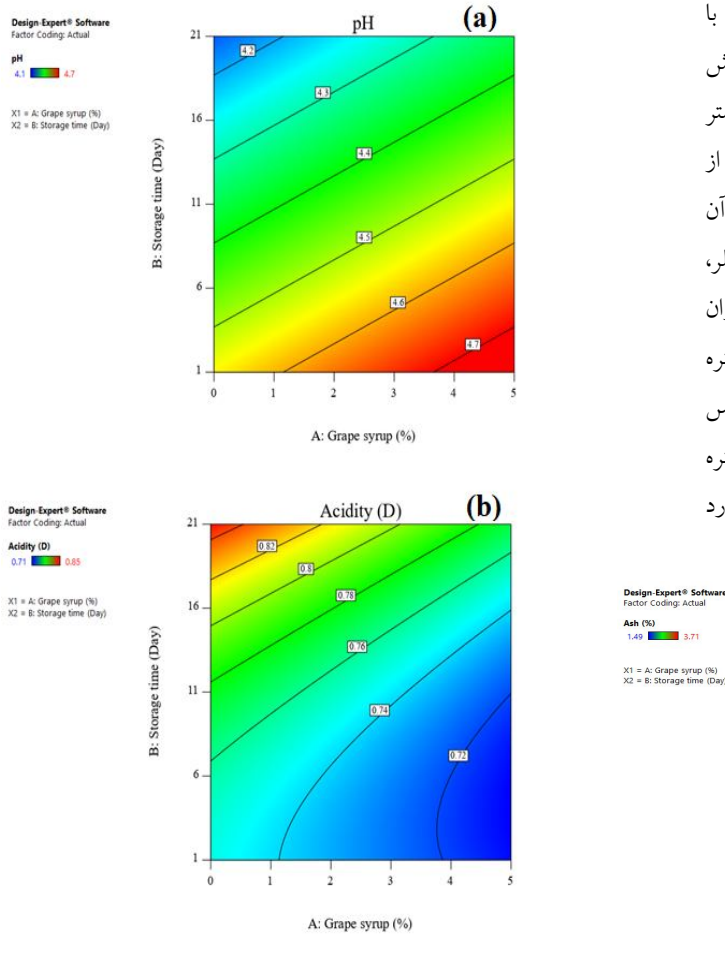 Design-Expert® Software
Factor Coding: Actual
pH
4.1 4.7
X1 = A: Grape syrup (%)
X2 = B: Storage time (Day)
pH
(a)
B: Storage time (Day)
21
16
11
6
1
4.2
4.3
4.4
4.5
4.6
4.7
0 1 2 3 4 5
A: Grape syrup (%)
Design-Expert® Software
Factor Coding: Actual
Acidity (D)
0.71 0.85
X1 = A: Grape syrup (%)
X2 = B: Storage time (Day)
Acidity (D)
(b)
B: Storage time (Day)
21
16
11
6
1
0.82
0.8
0.78
0.76
0.74
0.72
0 1 2 3 4 5
A: Grape syrup (%)
با
از
آن
Design-Expert® Software
Factor Coding: Actual
Ash (%)
1.49 3.71
X1 = A: Grape syrup (%)
X2 = B: Storage time (Day)